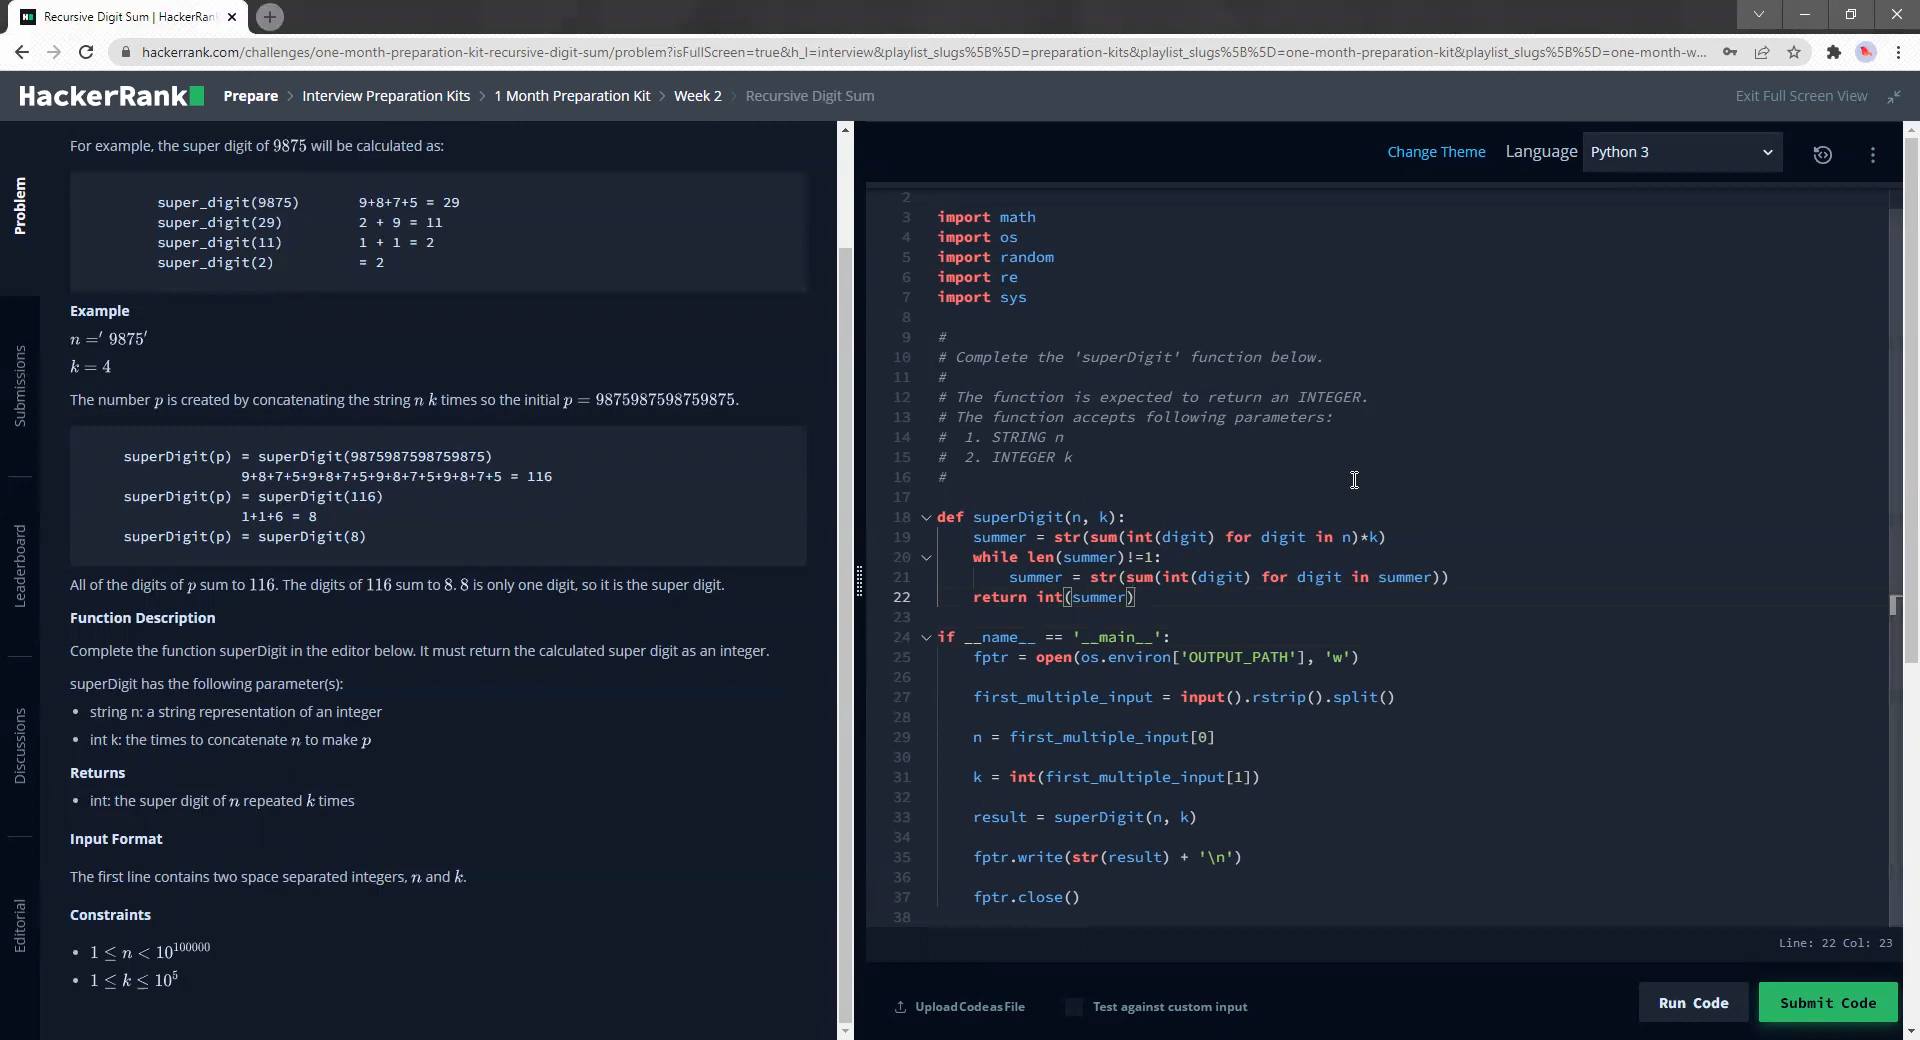 Recursive Digit Sum | HackerRan
hackerrank.com/challenges/one-month-preparation-kit-recursive-digit-sum/problem?isFullScreen=true&h_l=interview&playlist_slugs%5B%5D=preparation-kits&playlist_slugs%5B%5D=one-month-preparation-kit&playlist_slugs%5B%5D=one-month-w...
HackerRank Prepare > Interview Preparation Kits > 1 Month Preparation Kit > Week 2 > Recursive Digit Sum
Exit Full Screen View
Problem
Submissions
Leaderboard
Discussions
Editorial
For example, the super digit of 9875 will be calculated as:
super_digit(9875) 9+8+7+5 = 29
super_digit(29) 2 + 9 = 11
super_digit(11) 1 + 1 = 2
super_digit(2) = 2
Example
n =' 9875'
k = 4
The number p is created by concatenating the string n k times so the initial p = 9875987598759875.
superDigit(p) = superDigit(9875987598759875)
9+8+7+5+9+8+7+5+9+8+7+5+9+8+7+5 = 116
superDigit(p) = superDigit(116)
1+1+6 = 8
superDigit(p) = superDigit(8)
All of the digits of p sum to 116. The digits of 116 sum to 8. 8 is only one digit, so it is the super digit.
Function Description
Complete the function superDigit in the editor below. It must return the calculated super digit as an integer.
superDigit has the following parameter(s):
• string n: a string representation of an integer
• int k: the times to concatenate n to make p
Returns
• int: the super digit of n repeated k times
Input Format
The first line contains two space separated integers, n and k.
Constraints
• 1 ≤ n < 10^100000
• 1 ≤ k ≤ 10^5
Change Theme Language Python 3
2
3 import math
4 import os
5 import random
6 import re
7 import sys
8
9 #
10 # Complete the 'superDigit' function below.
11 #
12 # The function is expected to return an INTEGER.
13 # The function accepts following parameters:
14 #  1. STRING n
15 #  2. INTEGER k
16 #
17
18 def superDigit(n, k):
19     summer = str(sum(int(digit) for digit in n)*k)
20     while len(summer)!=1:
21         summer = str(sum(int(digit) for digit in summer))
22     return int(summer)
23
24 if __name__ == '__main__':
25     fptr = open(os.environ['OUTPUT_PATH'], 'w')
26
27     first_multiple_input = input().rstrip().split()
28
29     n = first_multiple_input[0]
30
31     k = int(first_multiple_input[1])
32
33     result = superDigit(n, k)
34
35     fptr.write(str(result) + '\n')
36
37     fptr.close()
38
Line: 22 Col: 23
Upload Code as File
Test against custom input
Run Code
Submit Code